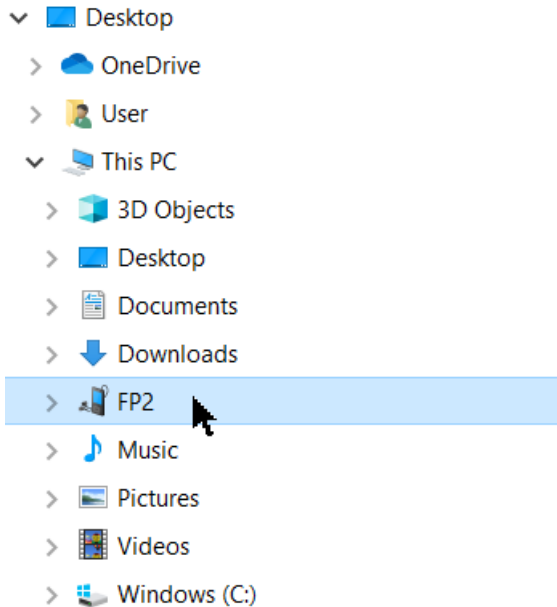 Desktop
OneDrive
User
This PC
3D Objects
Desktop
Documents
Downloads
FP2
Music
Pictures
Videos
Windows (C:)